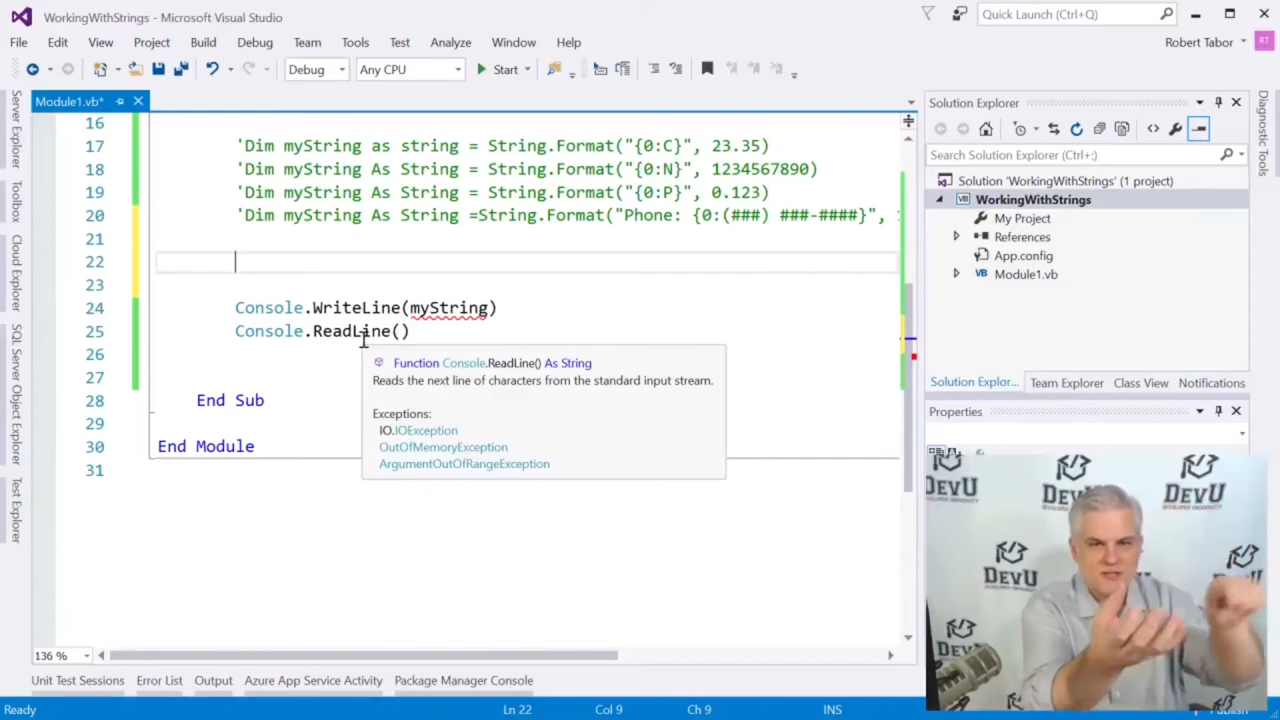 WorkingWithStrings - Microsoft Visual Studio
Quick Launch (Ctrl+Q)
File Edit View Project Build Debug Team Tools Test Analyze Window Help
Robert Tabor RT
Debug Any CPU Start
Server Explorer
Toolbox
Cloud Explorer
SQL Server Object Explorer
Test Explorer
Module1.vb*
16
17 'Dim myString as string = String.Format("{0:C}", 23.35)
18 'Dim myString As String = String.Format("{0:N}", 1234567890)
19 'Dim myString As String = String.Format("{0:P}", 0.123)
20 'Dim myString As String =String.Format("Phone: {0:(###) ###-####}",
21
22
23
24 Console.WriteLine(myString)
25 Console.ReadLine()
26
27
28 End Sub
29
30 End Module
31
Function Console.ReadLine() As String
Reads the next line of characters from the standard input stream.
Exceptions:
IO.IOException
OutOfMemoryException
ArgumentOutOfRangeException
136 %
Solution Explorer
Search Solution Explorer (Ctrl+;)
Solution 'WorkingWithStrings' (1 project)
VB WorkingWithStrings
My Project
References
App.config
VB Module1.vb
Solution Explor... Team Explorer Class View Notifications
Properties
Diagnostic Tools
DEVU DEVU DEVU
DEVELOPER UNIVERSITY
DEVU
Unit Test Sessions Error List Output Azure App Service Activity Package Manager Console
Ready Ln 22 Col 9 Ch 9 INS Publish